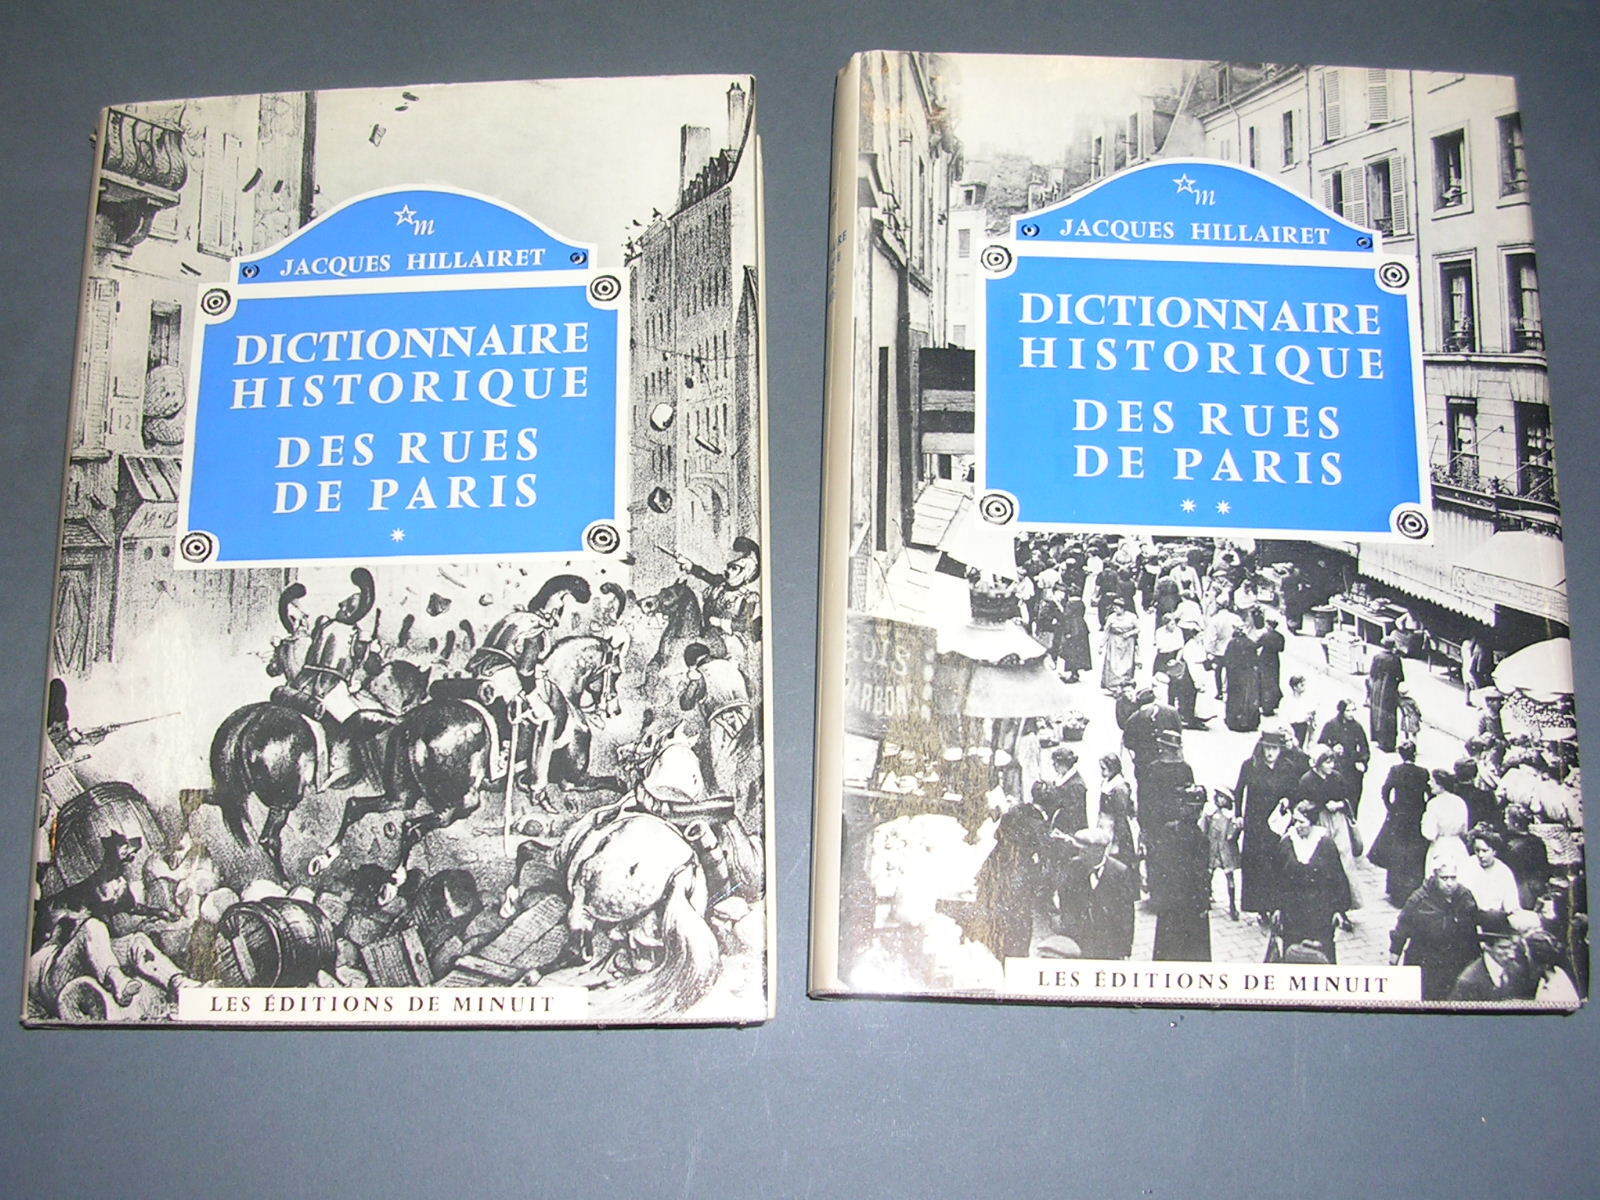 m
JACQUES HILLAIRET
DICTIONNAIRE
HISTORIQUE
DES RUES
DE PARIS
*
LES ÉDITIONS DE MINUIT
m
JACQUES HILLAIRET
DICTIONNAIRE
HISTORIQUE
DES RUES
DE PARIS
* *
LES ÉDITIONS DE MINUIT